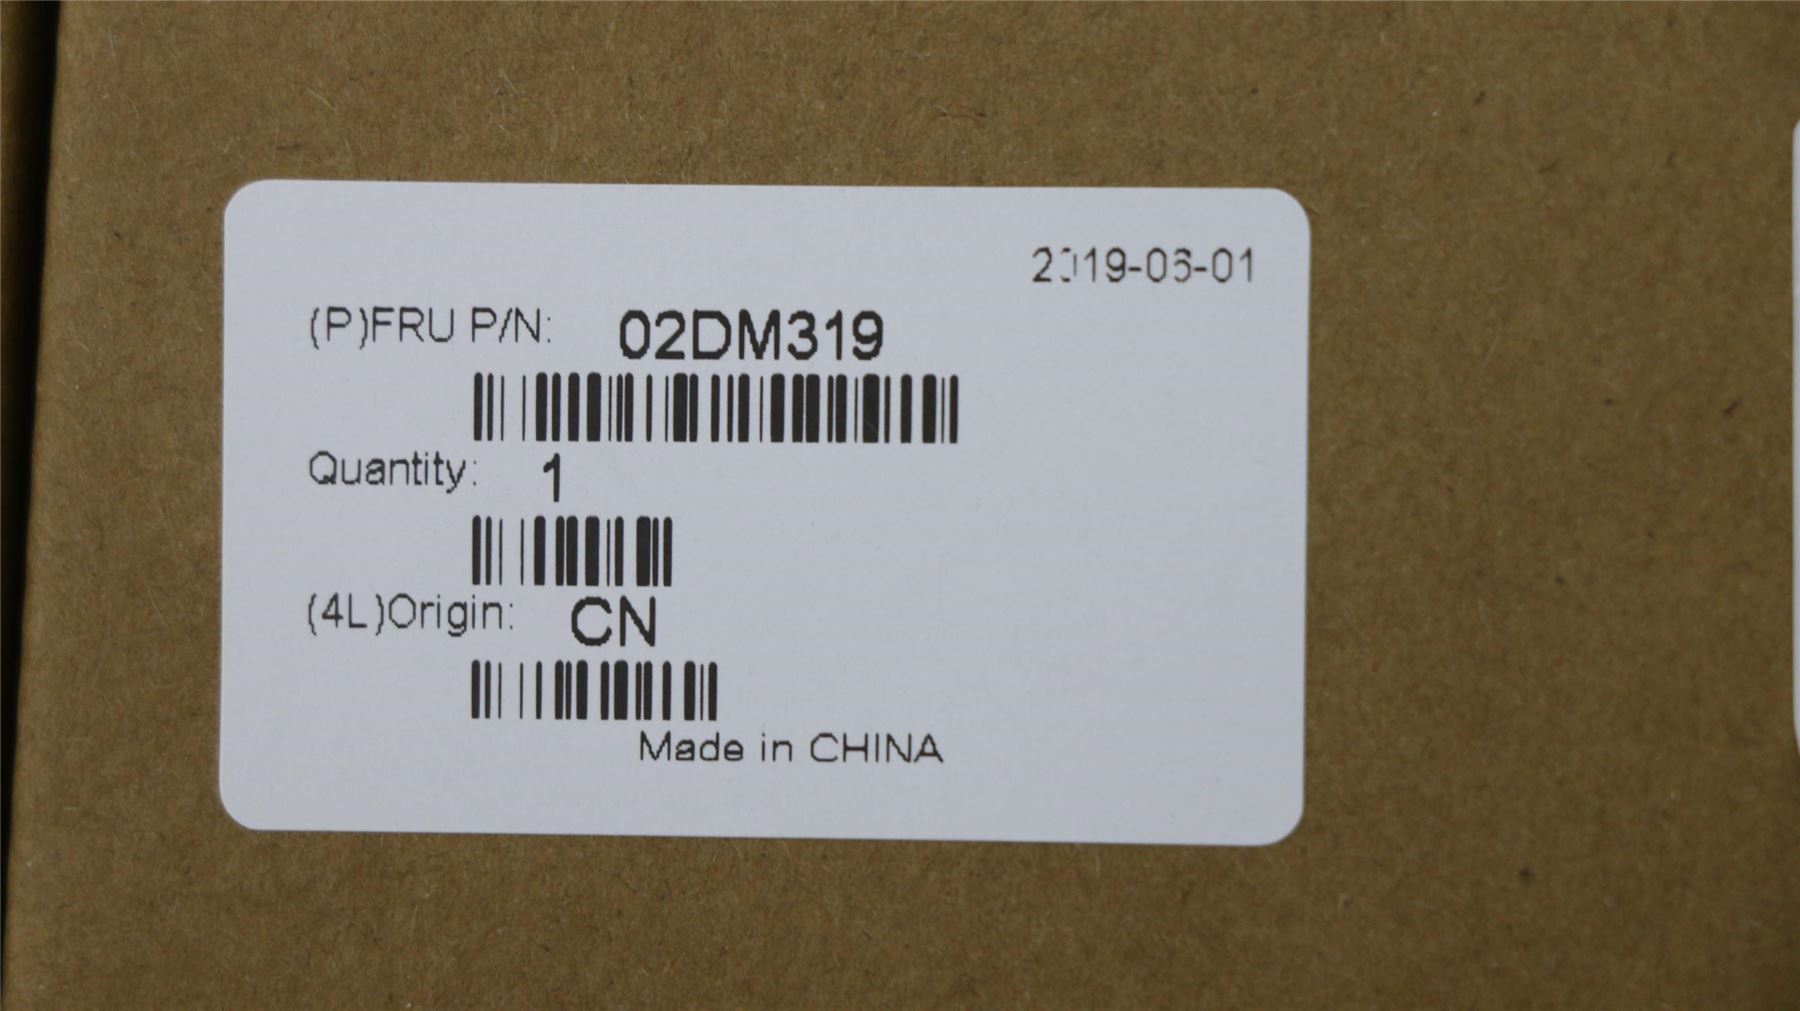 2019-06-01
(P)FRU P/N: 02DM319
Quantity: 1
(4L)Origin: CN
Made in CHINA